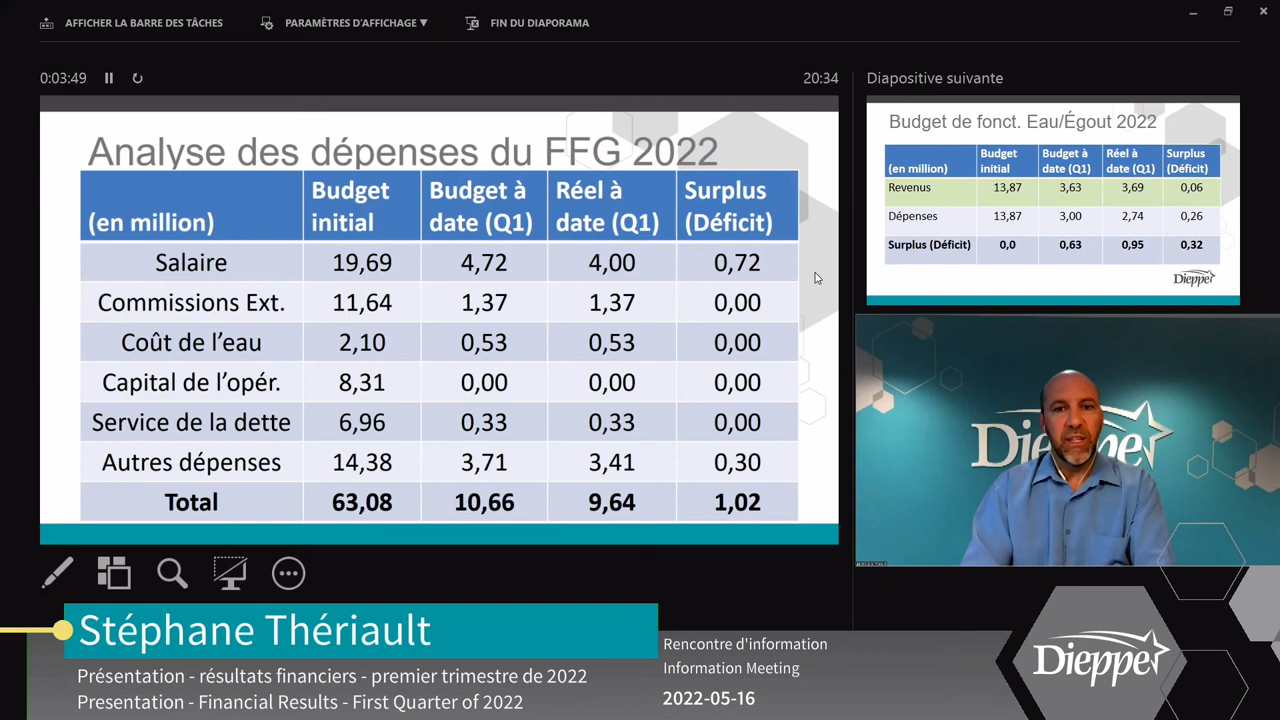 AFFICHER LA BARRE DES TÂCHES PARAMÈTRES D'AFFICHAGE ▼ FIN DU DIAPORAMA
0:03:49 20:34 Diapositive suivante
Analyse des dépenses du FFG 2022
(en million) Budget initial Budget à date (Q1) Réel à date (Q1) Surplus (Déficit)
Salaire 19,69 4,72 4,00 0,72
Commissions Ext. 11,64 1,37 1,37 0,00
Coût de l'eau 2,10 0,53 0,53 0,00
Capital de l'opér. 8,31 0,00 0,00 0,00
Service de la dette 6,96 0,33 0,33 0,00
Autres dépenses 14,38 3,71 3,41 0,30
Total 63,08 10,66 9,64 1,02
Budget de fonct. Eau/Égout 2022
(en million) Budget initial Budget à date (Q1) Réel à date (Q1) Surplus (Déficit)
Revenus 13,87 3,63 3,69 0,06
Dépenses 13,87 3,00 2,74 0,26
Surplus (Déficit) 0,0 0,63 0,95 0,32
Dieppe
Dieppe
Stéphane Thériault
Présentation - résultats financiers - premier trimestre de 2022
Presentation - Financial Results - First Quarter of 2022
Rencontre d'information
Information Meeting
2022-05-16
Dieppe